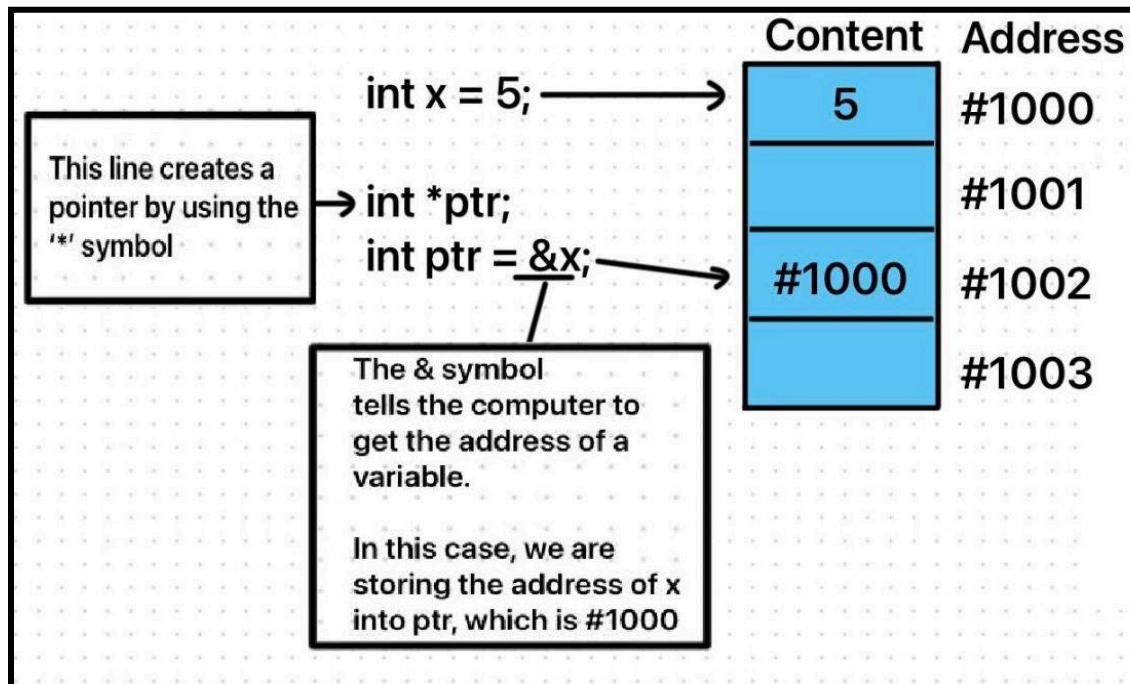 Content Address
int x = 5;
5 #1000
This line creates a
pointer by using the
'*' symbol
int *ptr;
#1001
int ptr = &x;
#1000 #1002
#1003
The & symbol
tells the computer to
get the address of a
variable.
In this case, we are
storing the address of x
into ptr, which is #1000